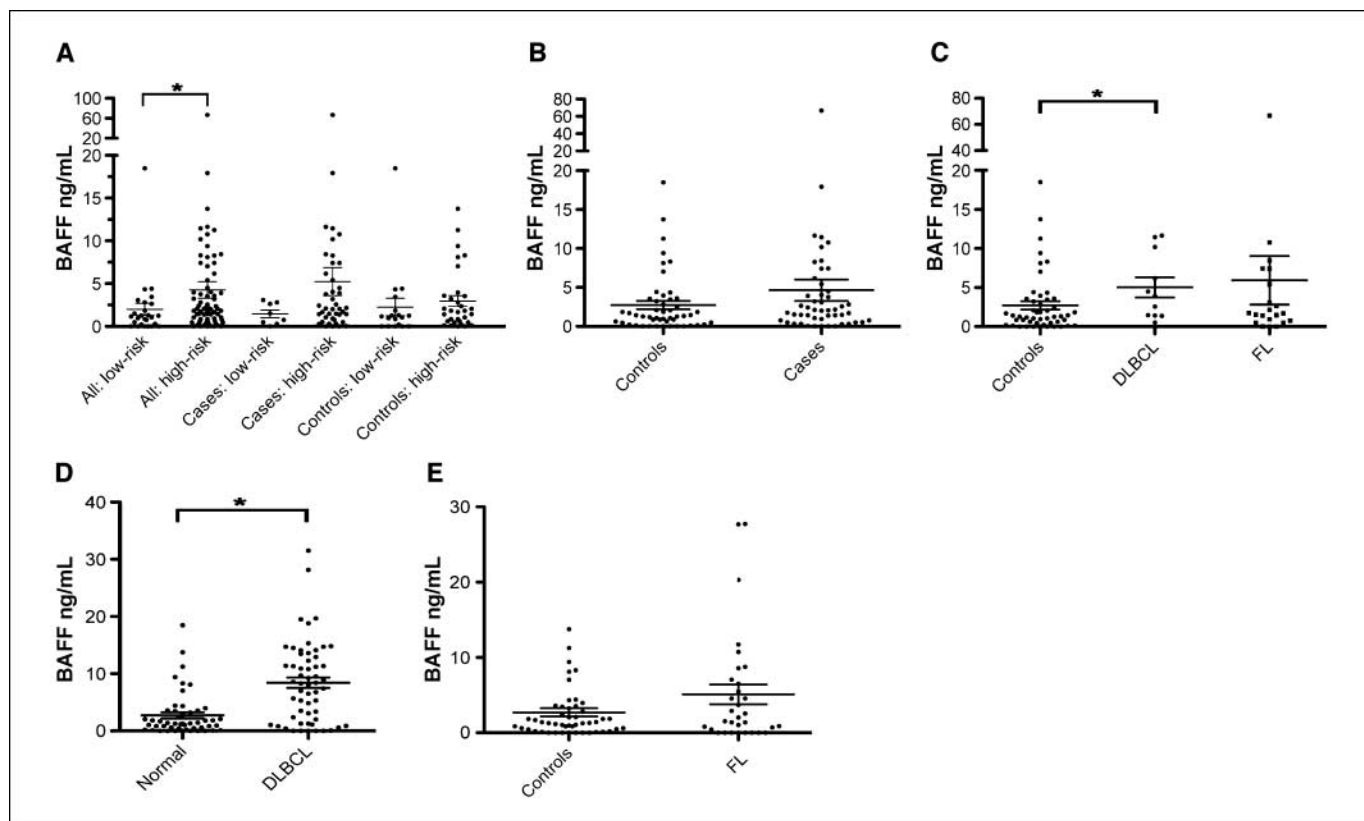 A
*
BAFF ng/mL
100
60
20
20
15
10
5
0
All: low-risk
All: high-risk
Cases: low-risk
Cases: high-risk
Controls: low-risk
Controls: high-risk
B
BAFF ng/mL
80
60
40
20
20
15
10
5
0
Controls
Cases
C
*
BAFF ng/mL
80
60
40
20
15
10
5
0
Controls
DLBCL
FL
D
*
BAFF ng/mL
40
30
20
10
0
Normal
DLBCL
E
BAFF ng/mL
30
20
10
0
Controls
FL